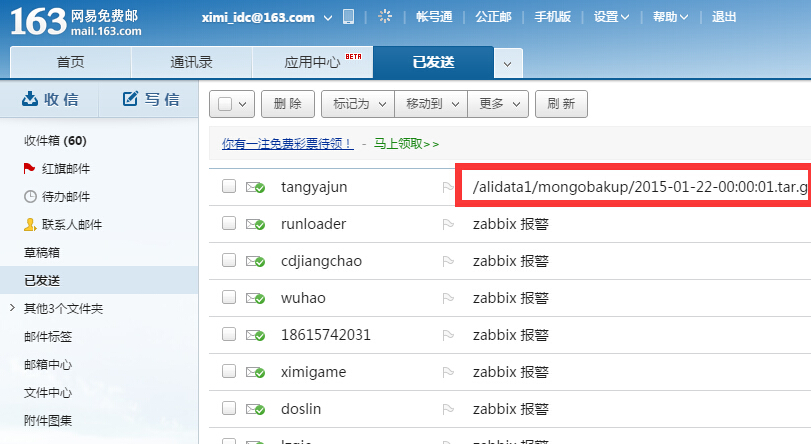 163 网易免费邮
mail.163.com
ximi_idc@163.com 帐号通 公正邮 手机版 设置 帮助 退出
首页 通讯录 应用中心 BETA 已发送
收信 写信
删除 标记为 移动到 更多 刷新
收件箱 (60)
红旗邮件
待办邮件
联系人邮件
草稿箱
已发送
其他3个文件夹
邮件标签
邮箱中心
文件中心
附件图集
你有一注免费彩票待领！ - 马上领取>>
tangyajun /alidata1/mongobakup/2015-01-22-00:00:01.tar.g
runloader zabbix 报警
cdjiangchao zabbix 报警
wuhao zabbix 报警
18615742031 zabbix 报警
ximigame zabbix 报警
doslin zabbix 报警